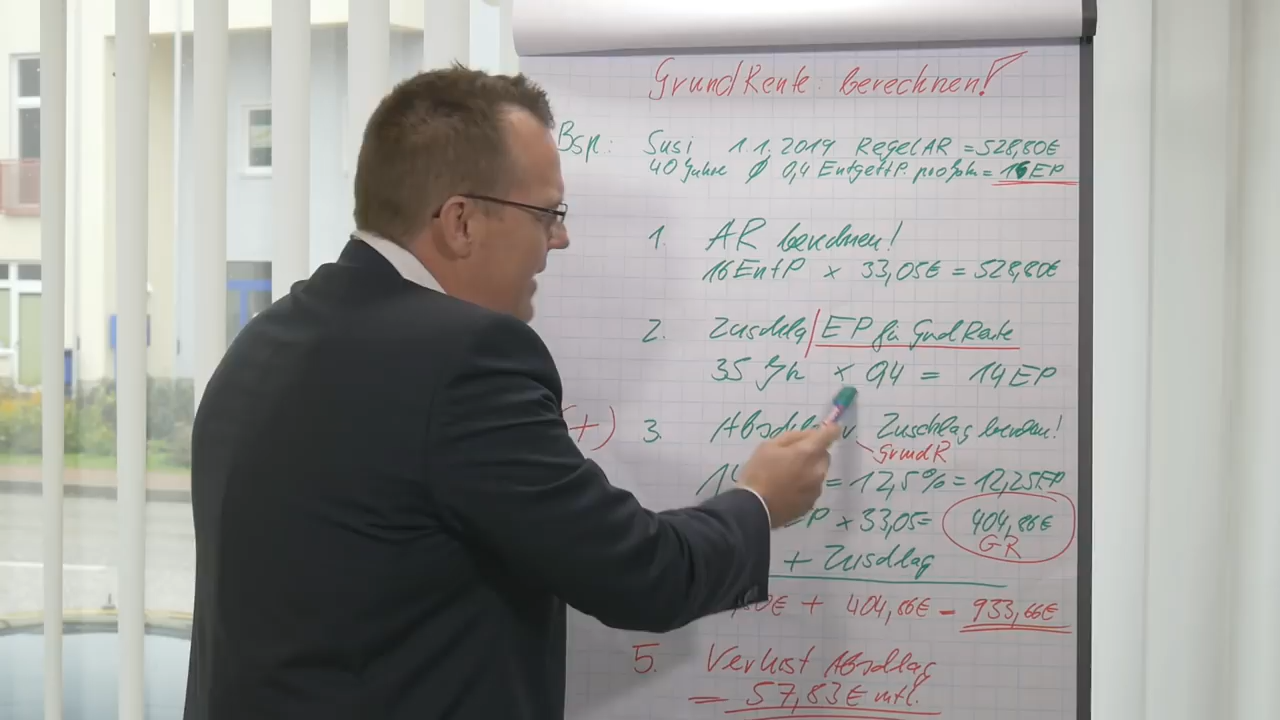 GrundRente: berechnen!
Bsp.: Susi 1.1.2019 RegelAR = 528,80€
40 Jahre Ø 0,4 EntgeltP. pro Jahr = 16 EP
1. AR berechnen!
16 EntP x 33,05€ = 528,80€
2. Zuschlag EP für GrundRente
35 Jh x 0,4 = 14 EP
(+) 3. Zuschlag berechnen!
GrundR
= 12,5% = 12,25EP
EP x 33,05 = 404,86€
GR
+ Zuschlag
€ + 404,86€ = 933,66€
5. Verlust Abschlag
= 57,83€ mtl.